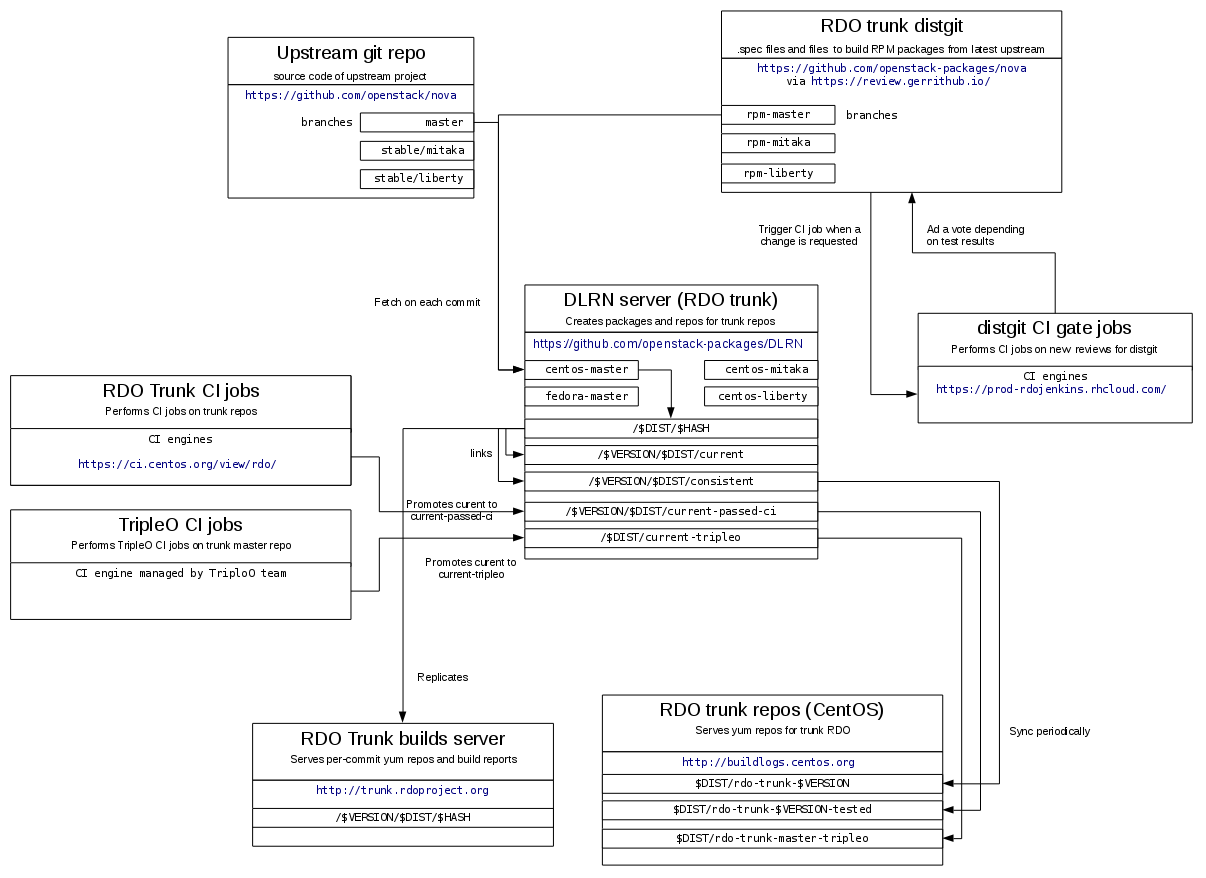 Upstream git repo
source code of upstream project
https://github.com/openstack/nova
branches
master
stable/mitaka
stable/liberty
RDO trunk distgit
.spec files and files to build RPM packages from latest upstream
https://github.com/openstack-packages/nova
via https://review.gerrithub.io/
rpm-master
branches
rpm-mitaka
rpm-liberty
Trigger CI job when a
change is requested
Ad a vote depending
on test results
Fetch on each commit
DLRN server (RDO trunk)
Creates packages and repos for trunk repos
https://github.com/openstack-packages/DLRN
centos-master
centos-mitaka
fedora-master
centos-liberty
/$DIST/$HASH
/$VERSION/$DIST/current
/$VERSION/$DIST/consistent
/$VERSION/$DIST/current-passed-ci
/$DIST/current-tripleo
distgit CI gate jobs
Performs CI jobs on new reviews for distgit
CI engines
https://prod-rdojenkins.rhcloud.com/
RDO Trunk CI jobs
Performs CI jobs on trunk repos
CI engines
https://ci.centos.org/view/rdo/
links
Promotes curent to
current-passed-ci
TripleO CI jobs
Performs TripleO CI jobs on trunk master repo
CI engine managed by TriploO team
Promotes curent to
current-tripleo
Replicates
RDO Trunk builds server
Serves per-commit yum repos and build reports
http://trunk.rdoproject.org
/$VERSION/$DIST/$HASH
RDO trunk repos (CentOS)
Serves yum repos for trunk RDO
http://buildlogs.centos.org
$DIST/rdo-trunk-$VERSION
$DIST/rdo-trunk-$VERSION-tested
$DIST/rdo-trunk-master-tripleo
Sync periodically